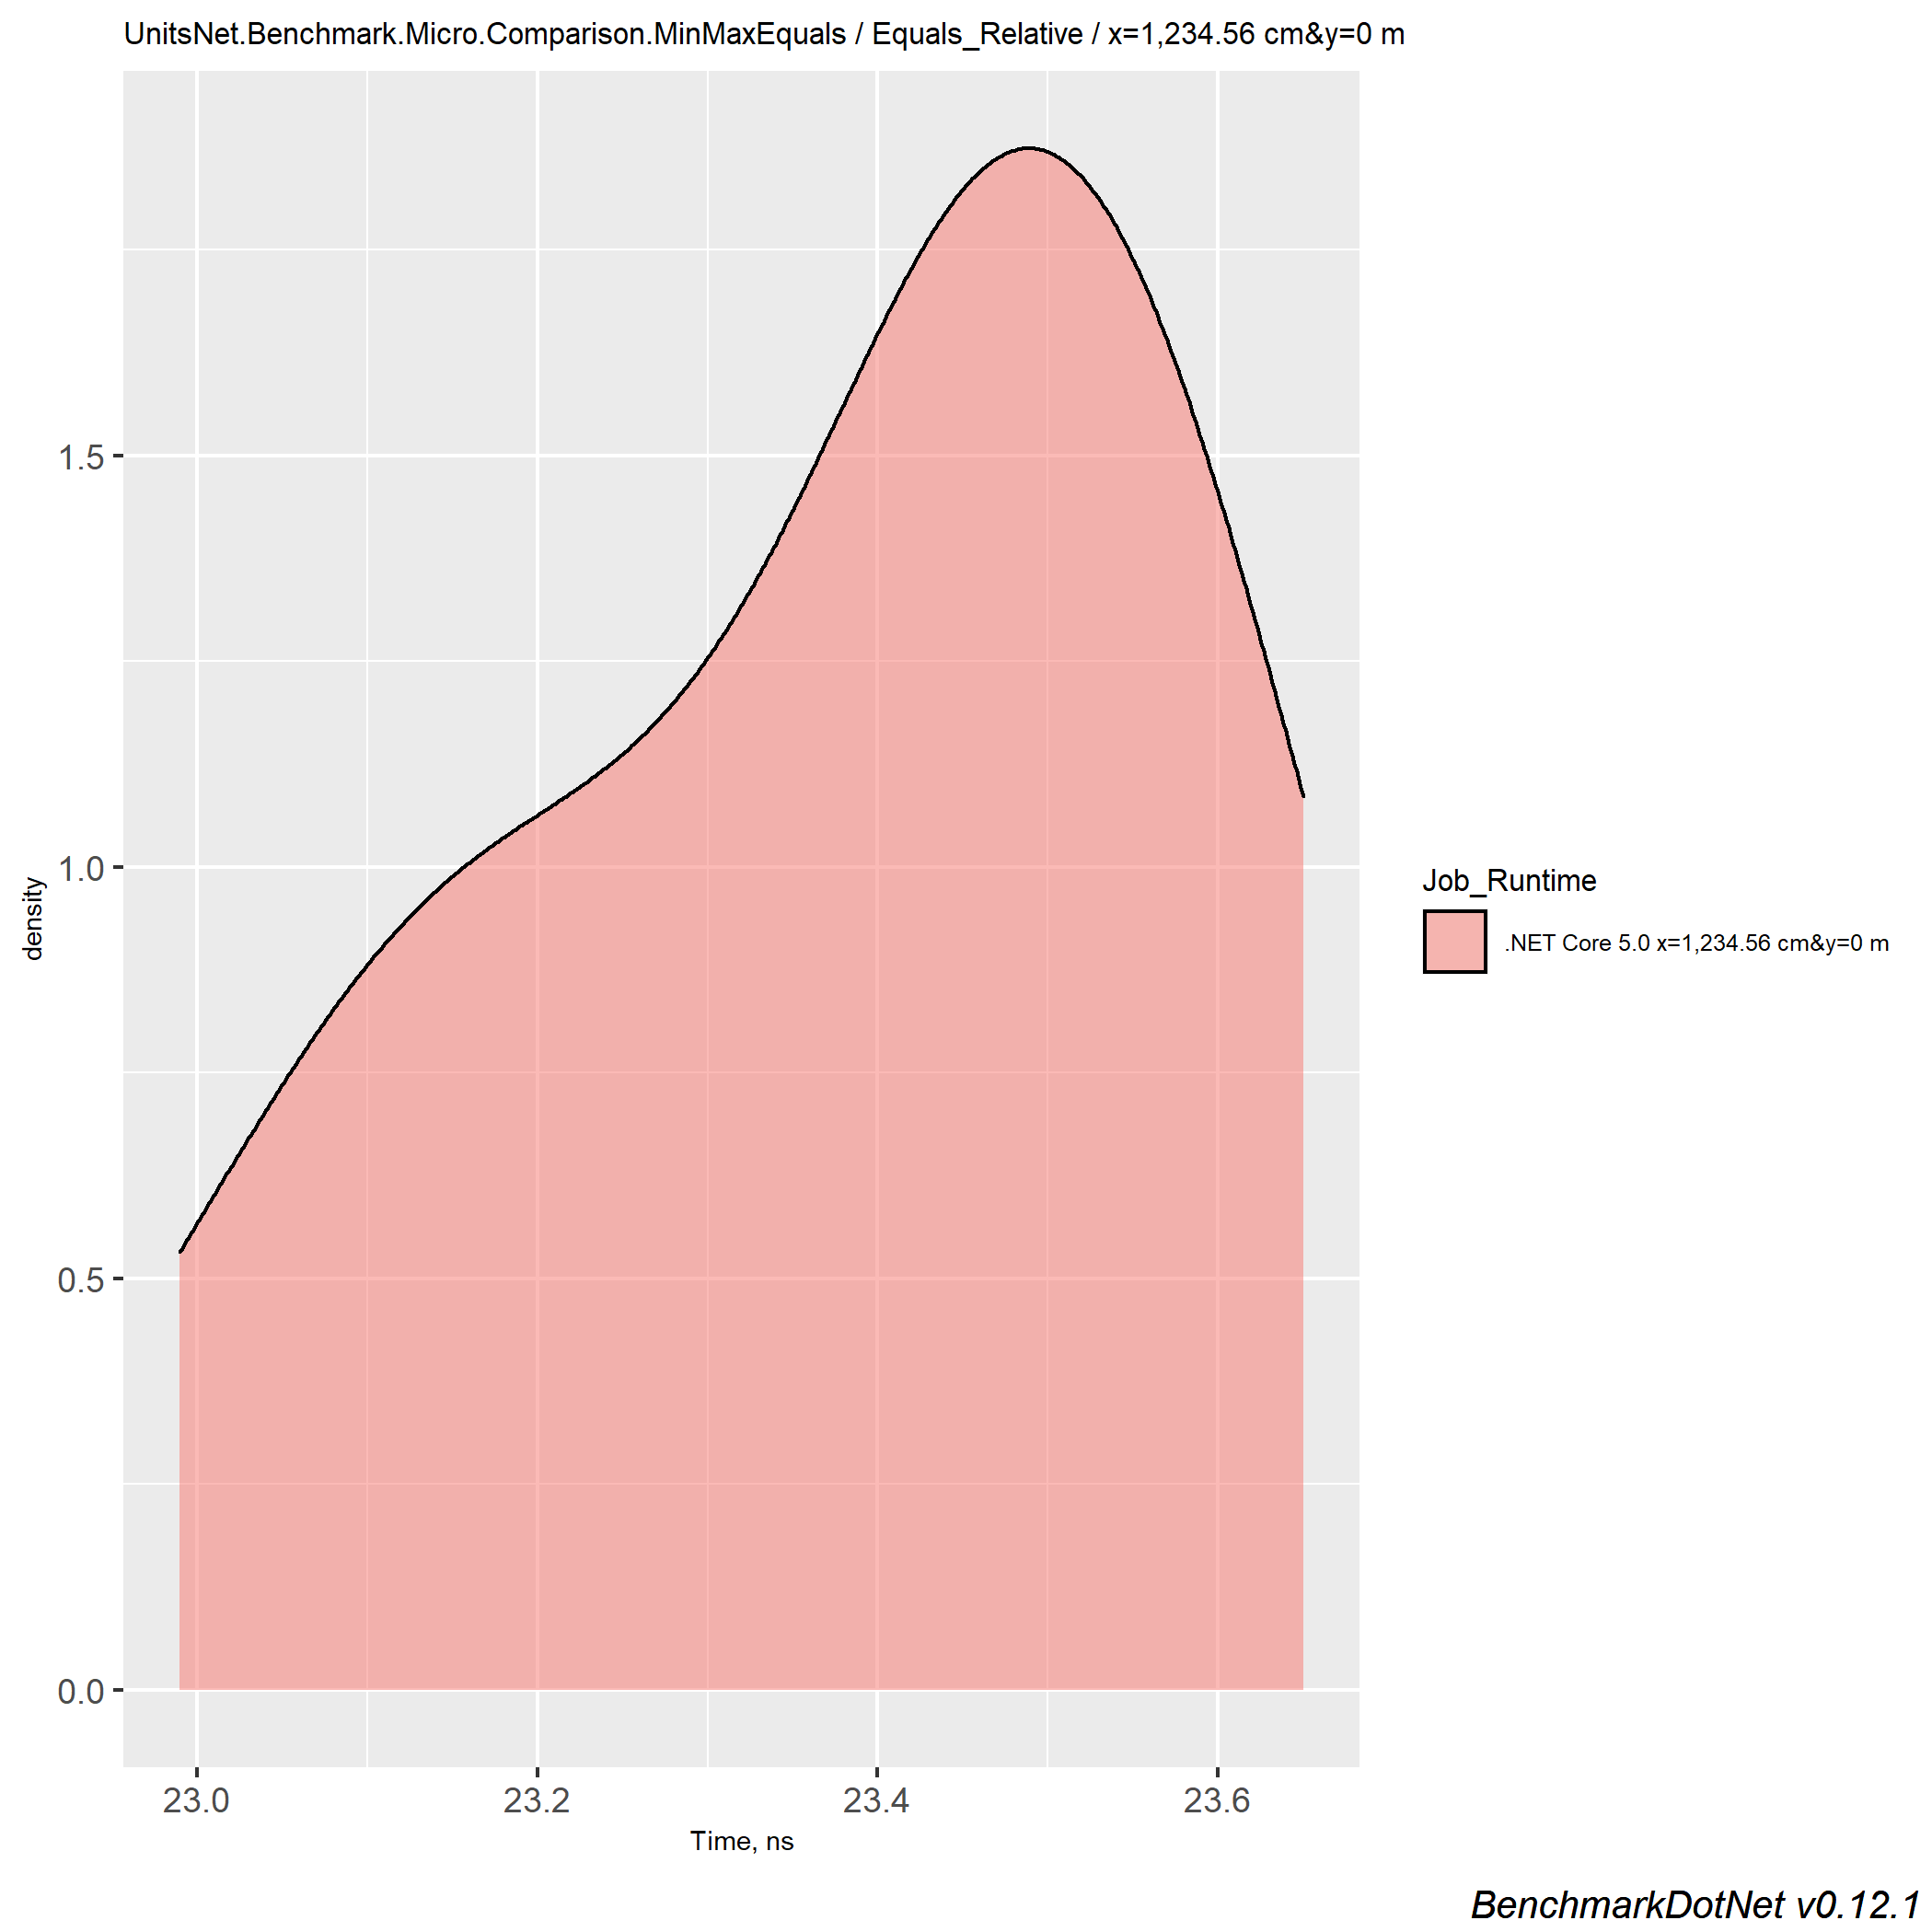 UnitsNet.Benchmark.Micro.Comparison.MinMaxEquals / Equals_Relative / x=1,234.56 cm&y=0 m
1.5
1.0
0.5
0.0
density
23.0 23.2 23.4 23.6
Time, ns
Job_Runtime
.NET Core 5.0 x=1,234.56 cm&y=0 m
BenchmarkDotNet v0.12.1